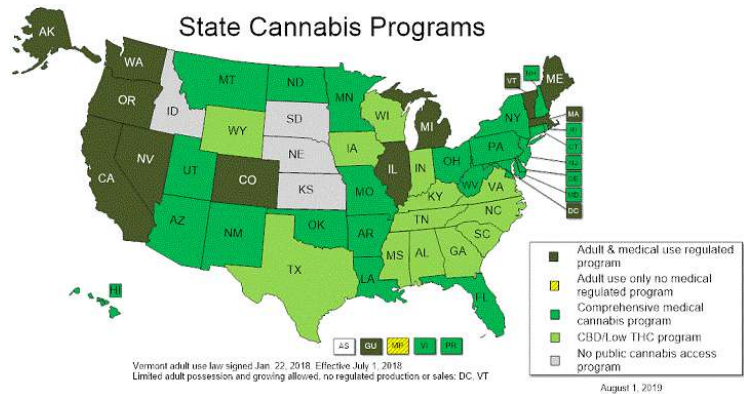 State Cannabis Programs
AK
WA
OR
CA
NV
ID
MT
WY
UT
AZ
CO
NM
ND
SD
NE
KS
OK
TX
MN
IA
MO
AR
LA
WI
IL
MI
IN
OH
KY
TN
MS
AL
GA
FL
SC
NC
VA
WV
PA
NY
VT
NH
ME
MA
RI
CT
NJ
DE
MD
DC
HI
AS
GU
MP
VI
PR
Adult & medical use regulated
program
Adult use only no medical
regulated program
Comprehensive medical
cannabis program
CBD/Low THC program
No public cannabis access
program
Vermont adult use law signed Jan. 22, 2018. Effective July 1, 2018
Limited adult possession and growing allowed, no regulated production or sales: DC, VT
August 1, 2019